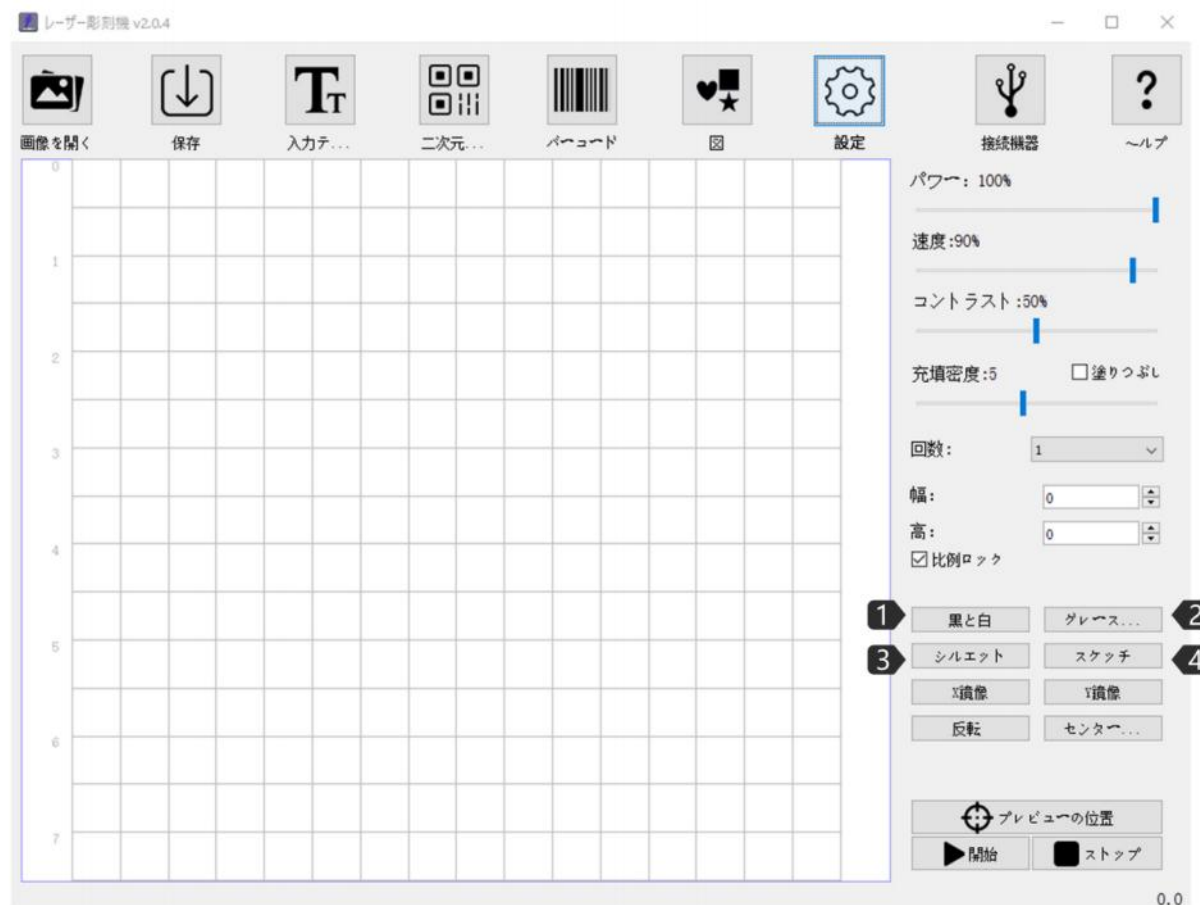 レーザー彫刻機 v2.0.4
画像を開く 保存 入力テ... 二次元... バーコード 図 設定 接続機器 ヘルプ
0
1
2
3
4
5
6
7
パワー: 100%
速度:90%
コントラスト:50%
充填密度:5 塗りつぶし
回数: 1
幅: 0
高: 0
比例ロック
1 黒と白 グレース... 2
3 シルエット スケッチ 4
X鏡像 Y鏡像
反転 センター...
プレビューの位置
開始 ストップ
0.0